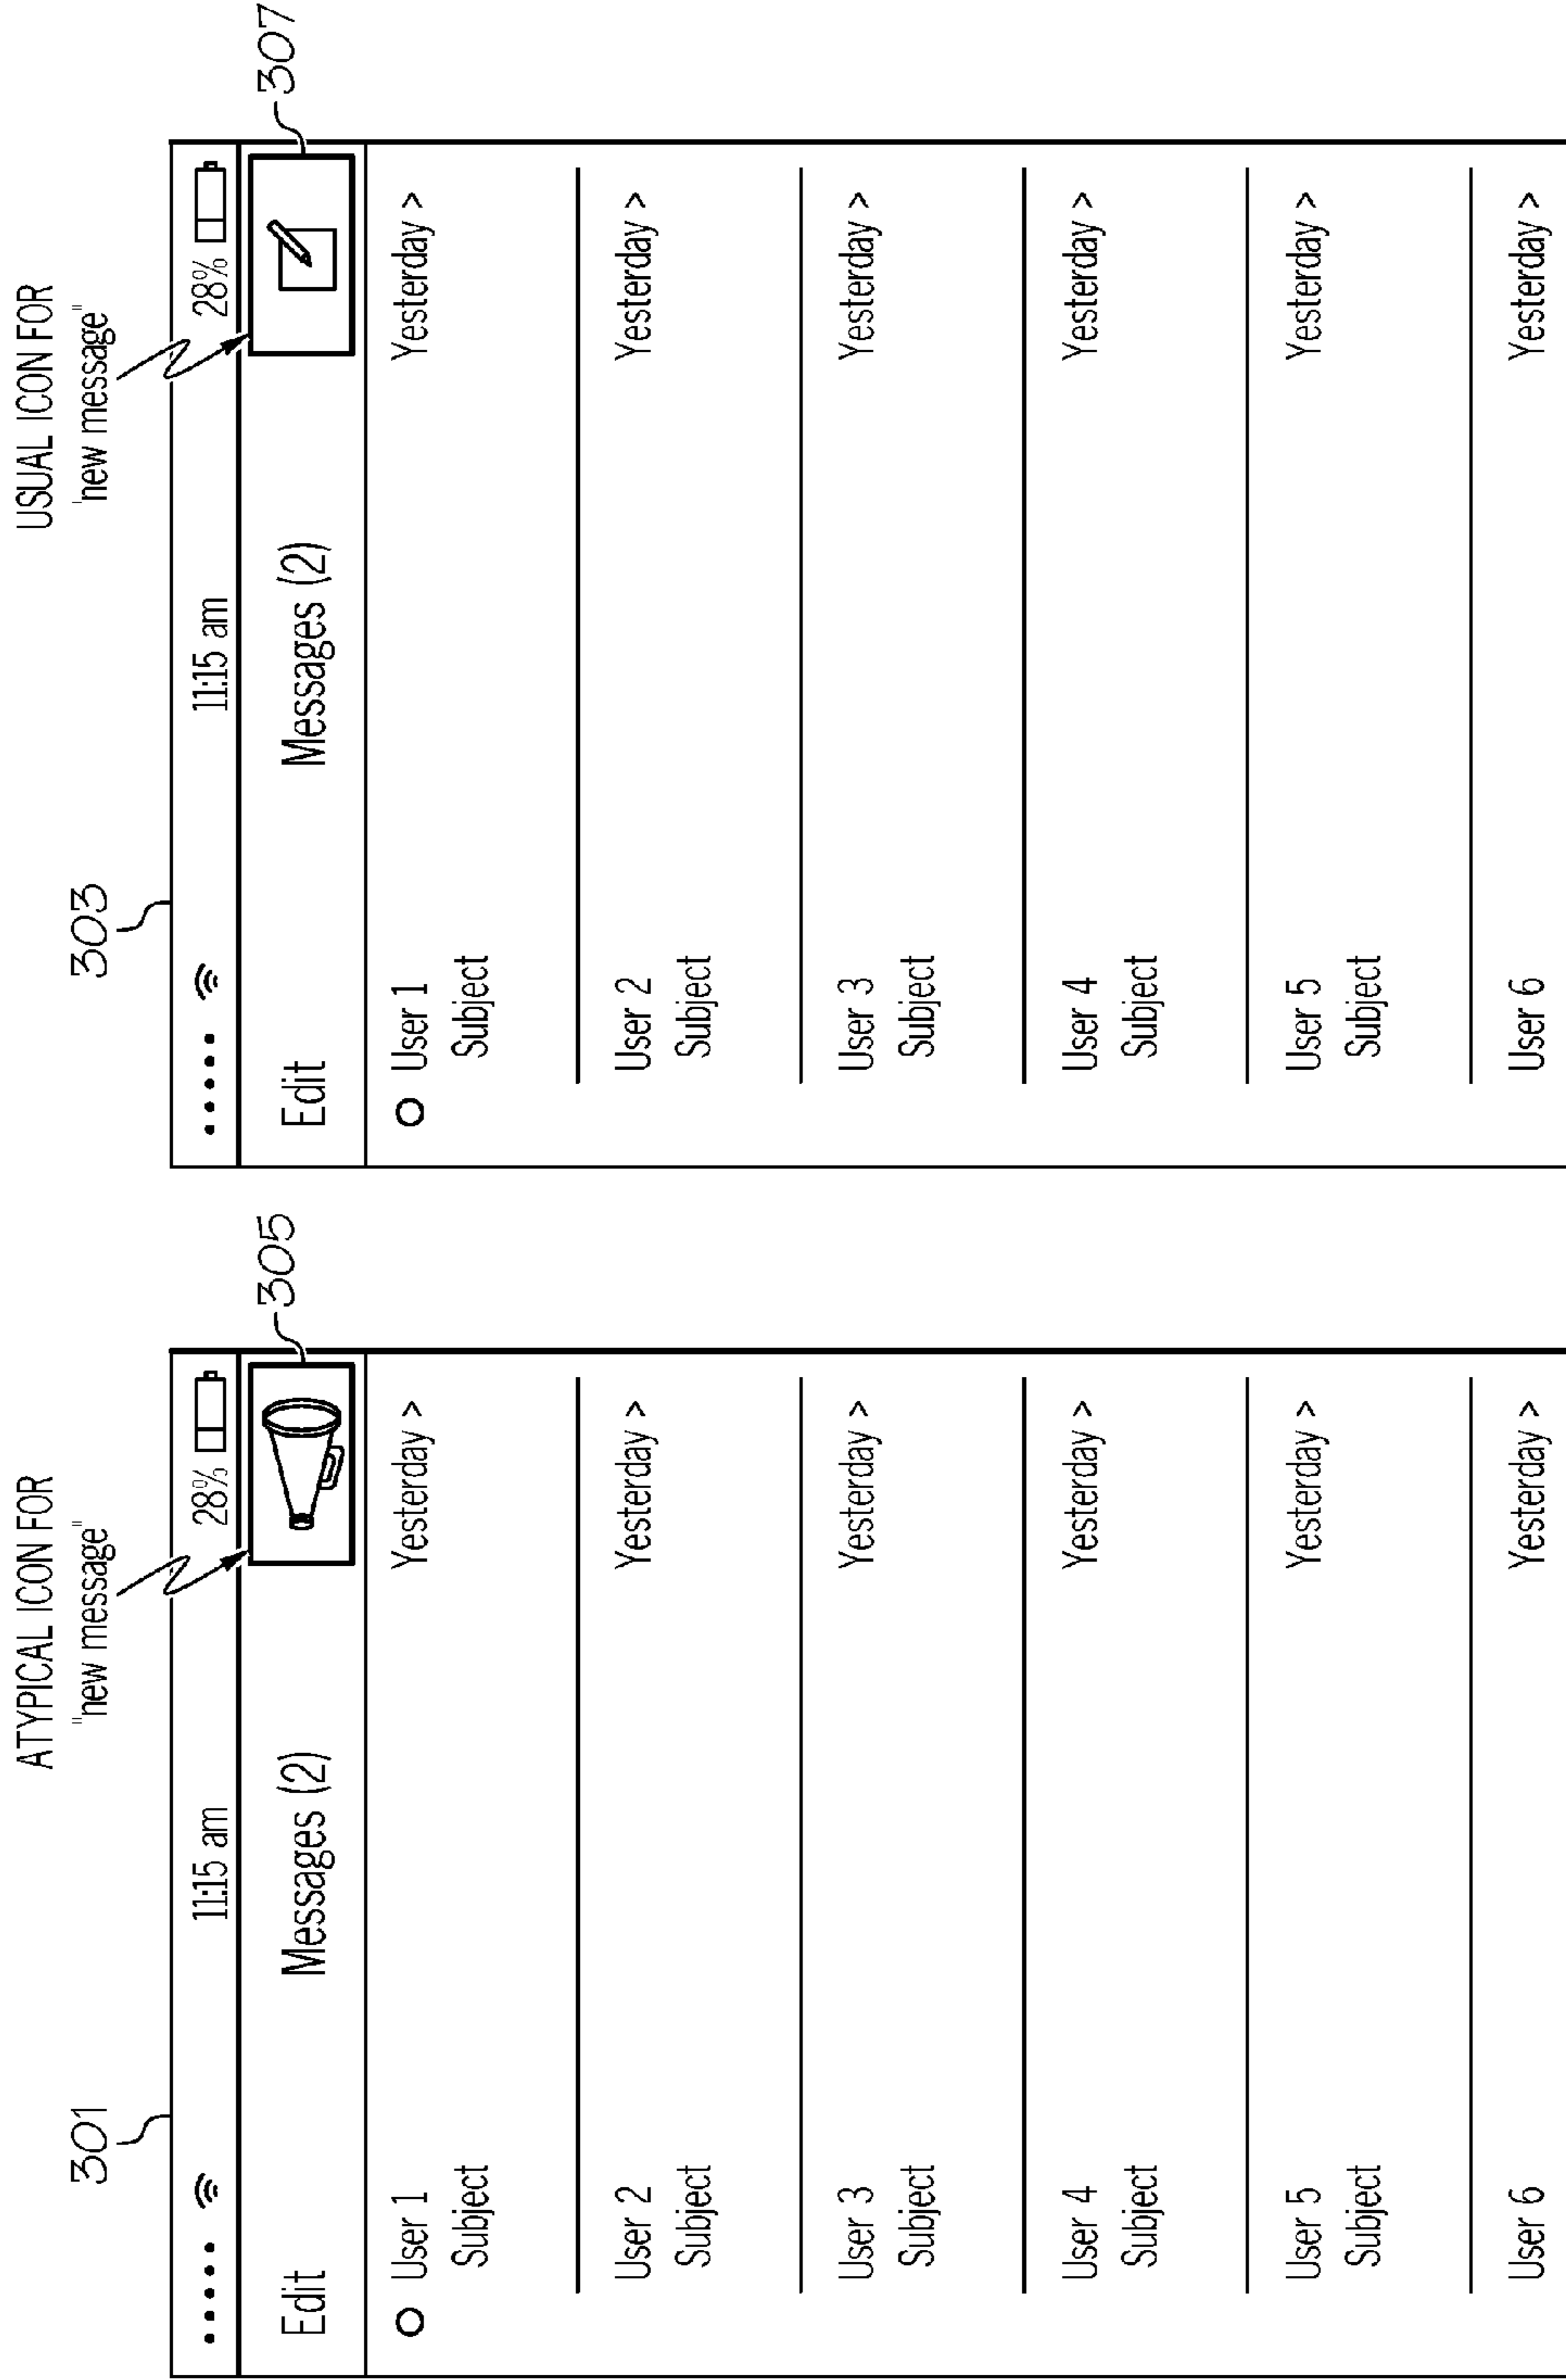 ATYPICAL ICON FOR
"new message"
301
11:15 am 28%
Edit Messages (2)
305
User 1 Yesterday >
Subject
User 2 Yesterday >
Subject
User 3 Yesterday >
Subject
User 4 Yesterday >
Subject
User 5 Yesterday >
Subject
User 6 Yesterday >
USUAL ICON FOR
"new message"
303
11:15 am 28%
Edit Messages (2)
307
User 1 Yesterday >
Subject
User 2 Yesterday >
Subject
User 3 Yesterday >
Subject
User 4 Yesterday >
Subject
User 5 Yesterday >
Subject
User 6 Yesterday >